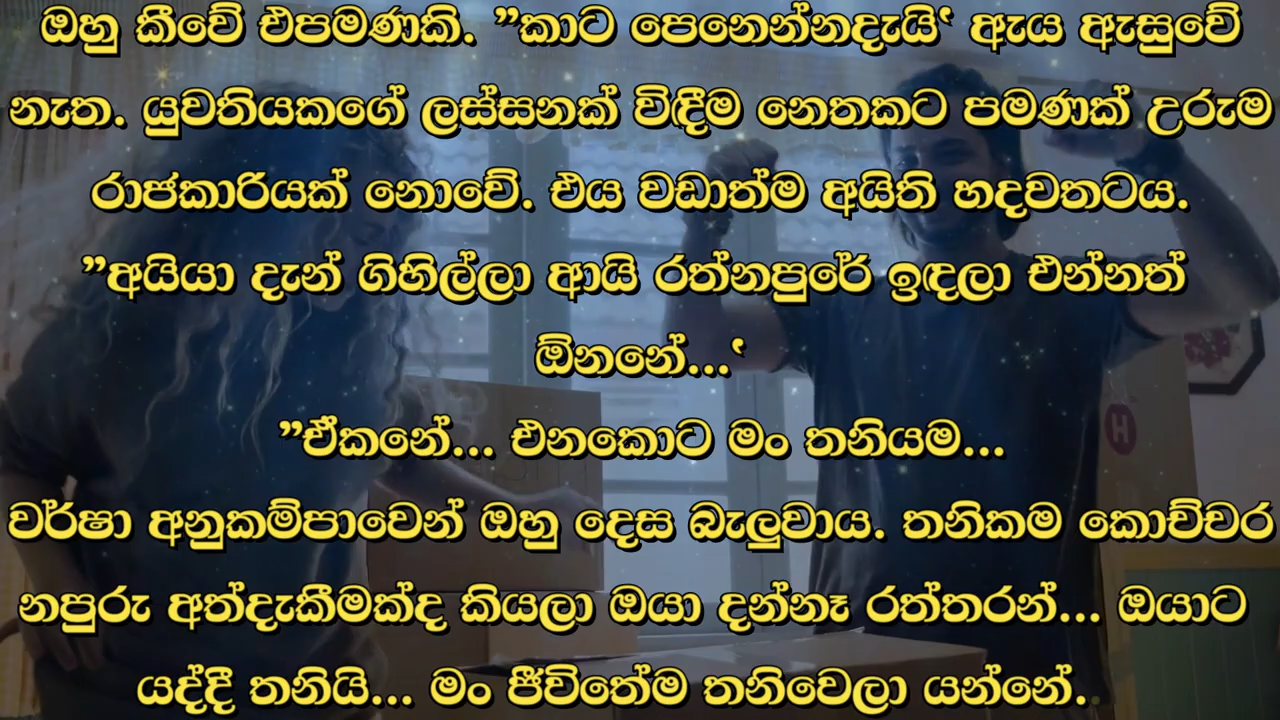 ඔහු කීවේ එපමණකි. ”කාට පෙනෙන්නදැයි‛ ඇය ඇසුවේ
නැත. යුවතියකගේ ලස්සනක් විඳීම නෙතකට පමණක් උරුම
රාජකාරියක් නොවේ. එය වඩාත්ම අයිති හදවතටය.
”අයියා දැන් ගිහිල්ලා ආයි රත්නපුරේ ඉඳලා එන්නත්
ඕනනේ...‛
”ඒකනේ... එනකොට මං තනියම...
වර්ෂා අනුකම්පාවෙන් ඔහු දෙස බැලුවාය. තනිකම කොච්චර
නපුරු අත්දැකීමක්ද කියලා ඔයා දන්නෑ රත්තරන්... ඔයාට
යද්දී තනියි... මං ජීවිතේම තනිවෙලා යන්නේ..
H